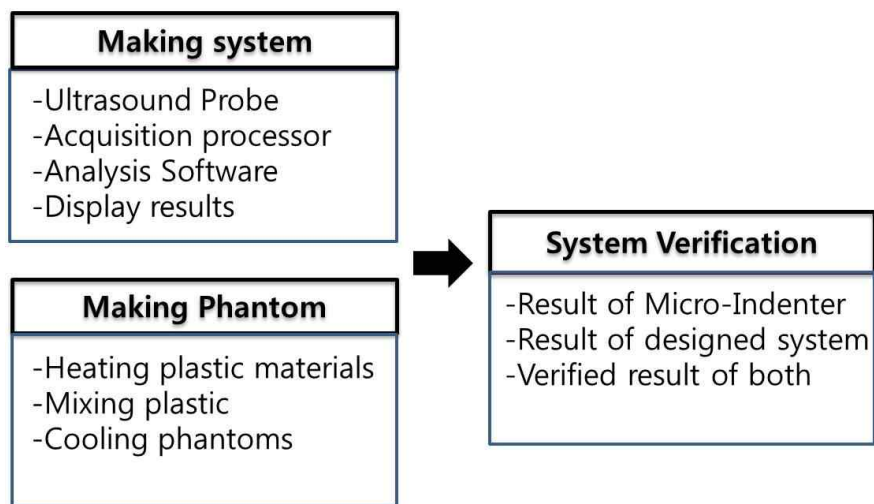 Making system
-Ultrasound Probe
-Acquisition processor
-Analysis Software
-Display results
Making Phantom
-Heating plastic materials
-Mixing plastic
-Cooling phantoms
System Verification
-Result of Micro-Indenter
-Result of designed system
-Verified result of both